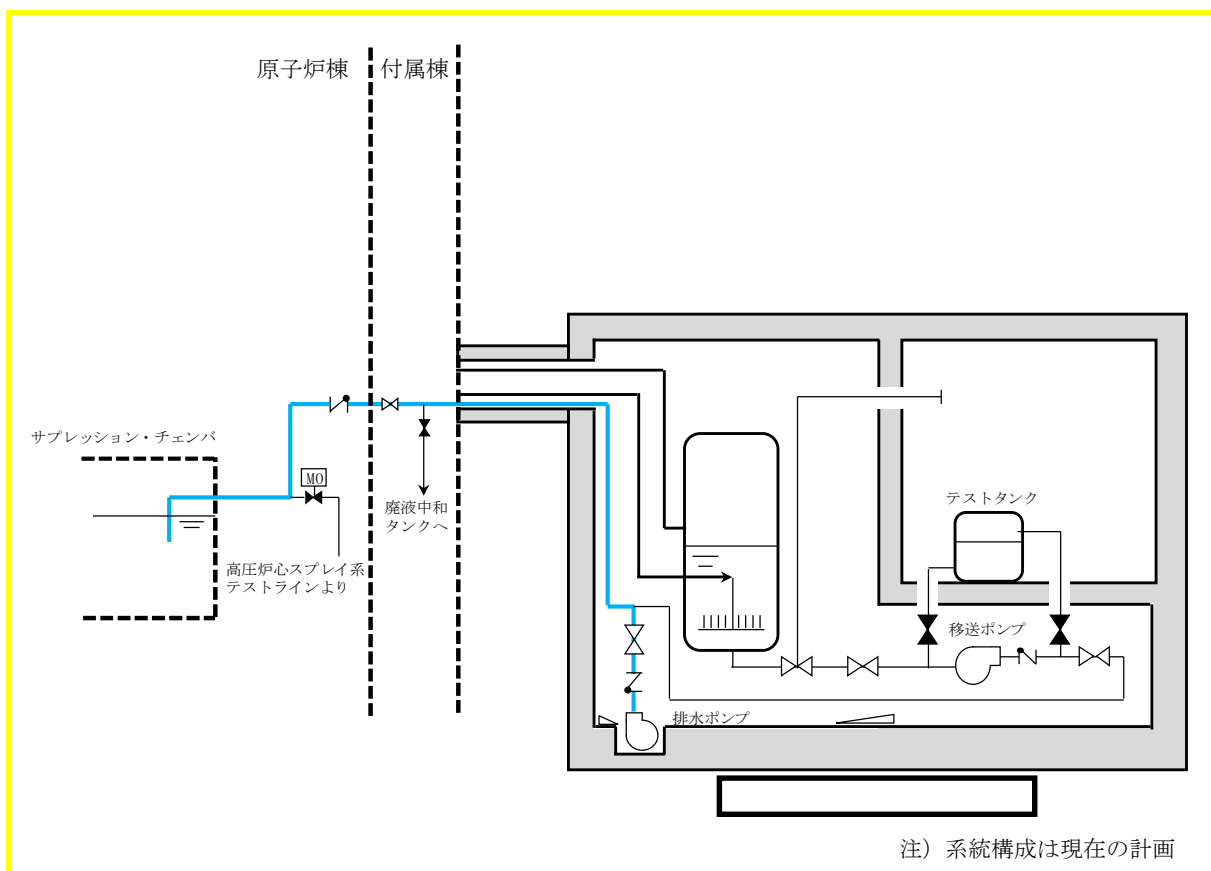 原子炉棟
付属棟
サプレッション・チェンバ
MO
高圧炉心スプレイ系
テストラインより
廃液中和
タンクへ
テストタンク
移送ポンプ
排水ポンプ
注）系統構成は現在の計画